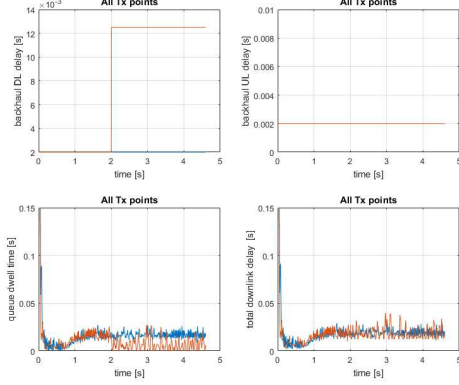 All Tx points
All Tx points
×10⁻³
14
12
10
8
6
4
2
backhaul DL delay [s]
0 1 2 3 4 5
time [s]
0.01
0.008
0.006
0.004
0.002
0
backhaul UL delay [s]
0 1 2 3 4 5
time [s]
All Tx points
0.15
0.1
0.05
0
queue dwell time [s]
0 1 2 3 4 5
time [s]
All Tx points
0.15
0.1
0.05
0
total downlink delay [s]
0 1 2 3 4 5
time [s]